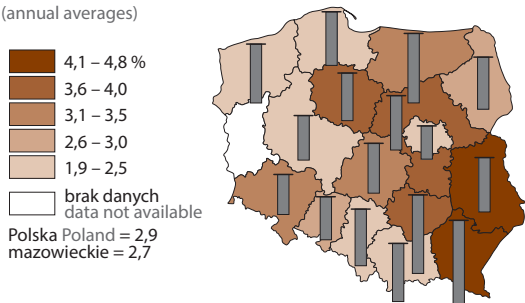 (annual averages)
4,1 – 4,8 %
3,6 – 4,0
3,1 – 3,5
2,6 – 3,0
1,9 – 2,5
brak danych
data not available
Polska Poland = 2,9
mazowieckie = 2,7